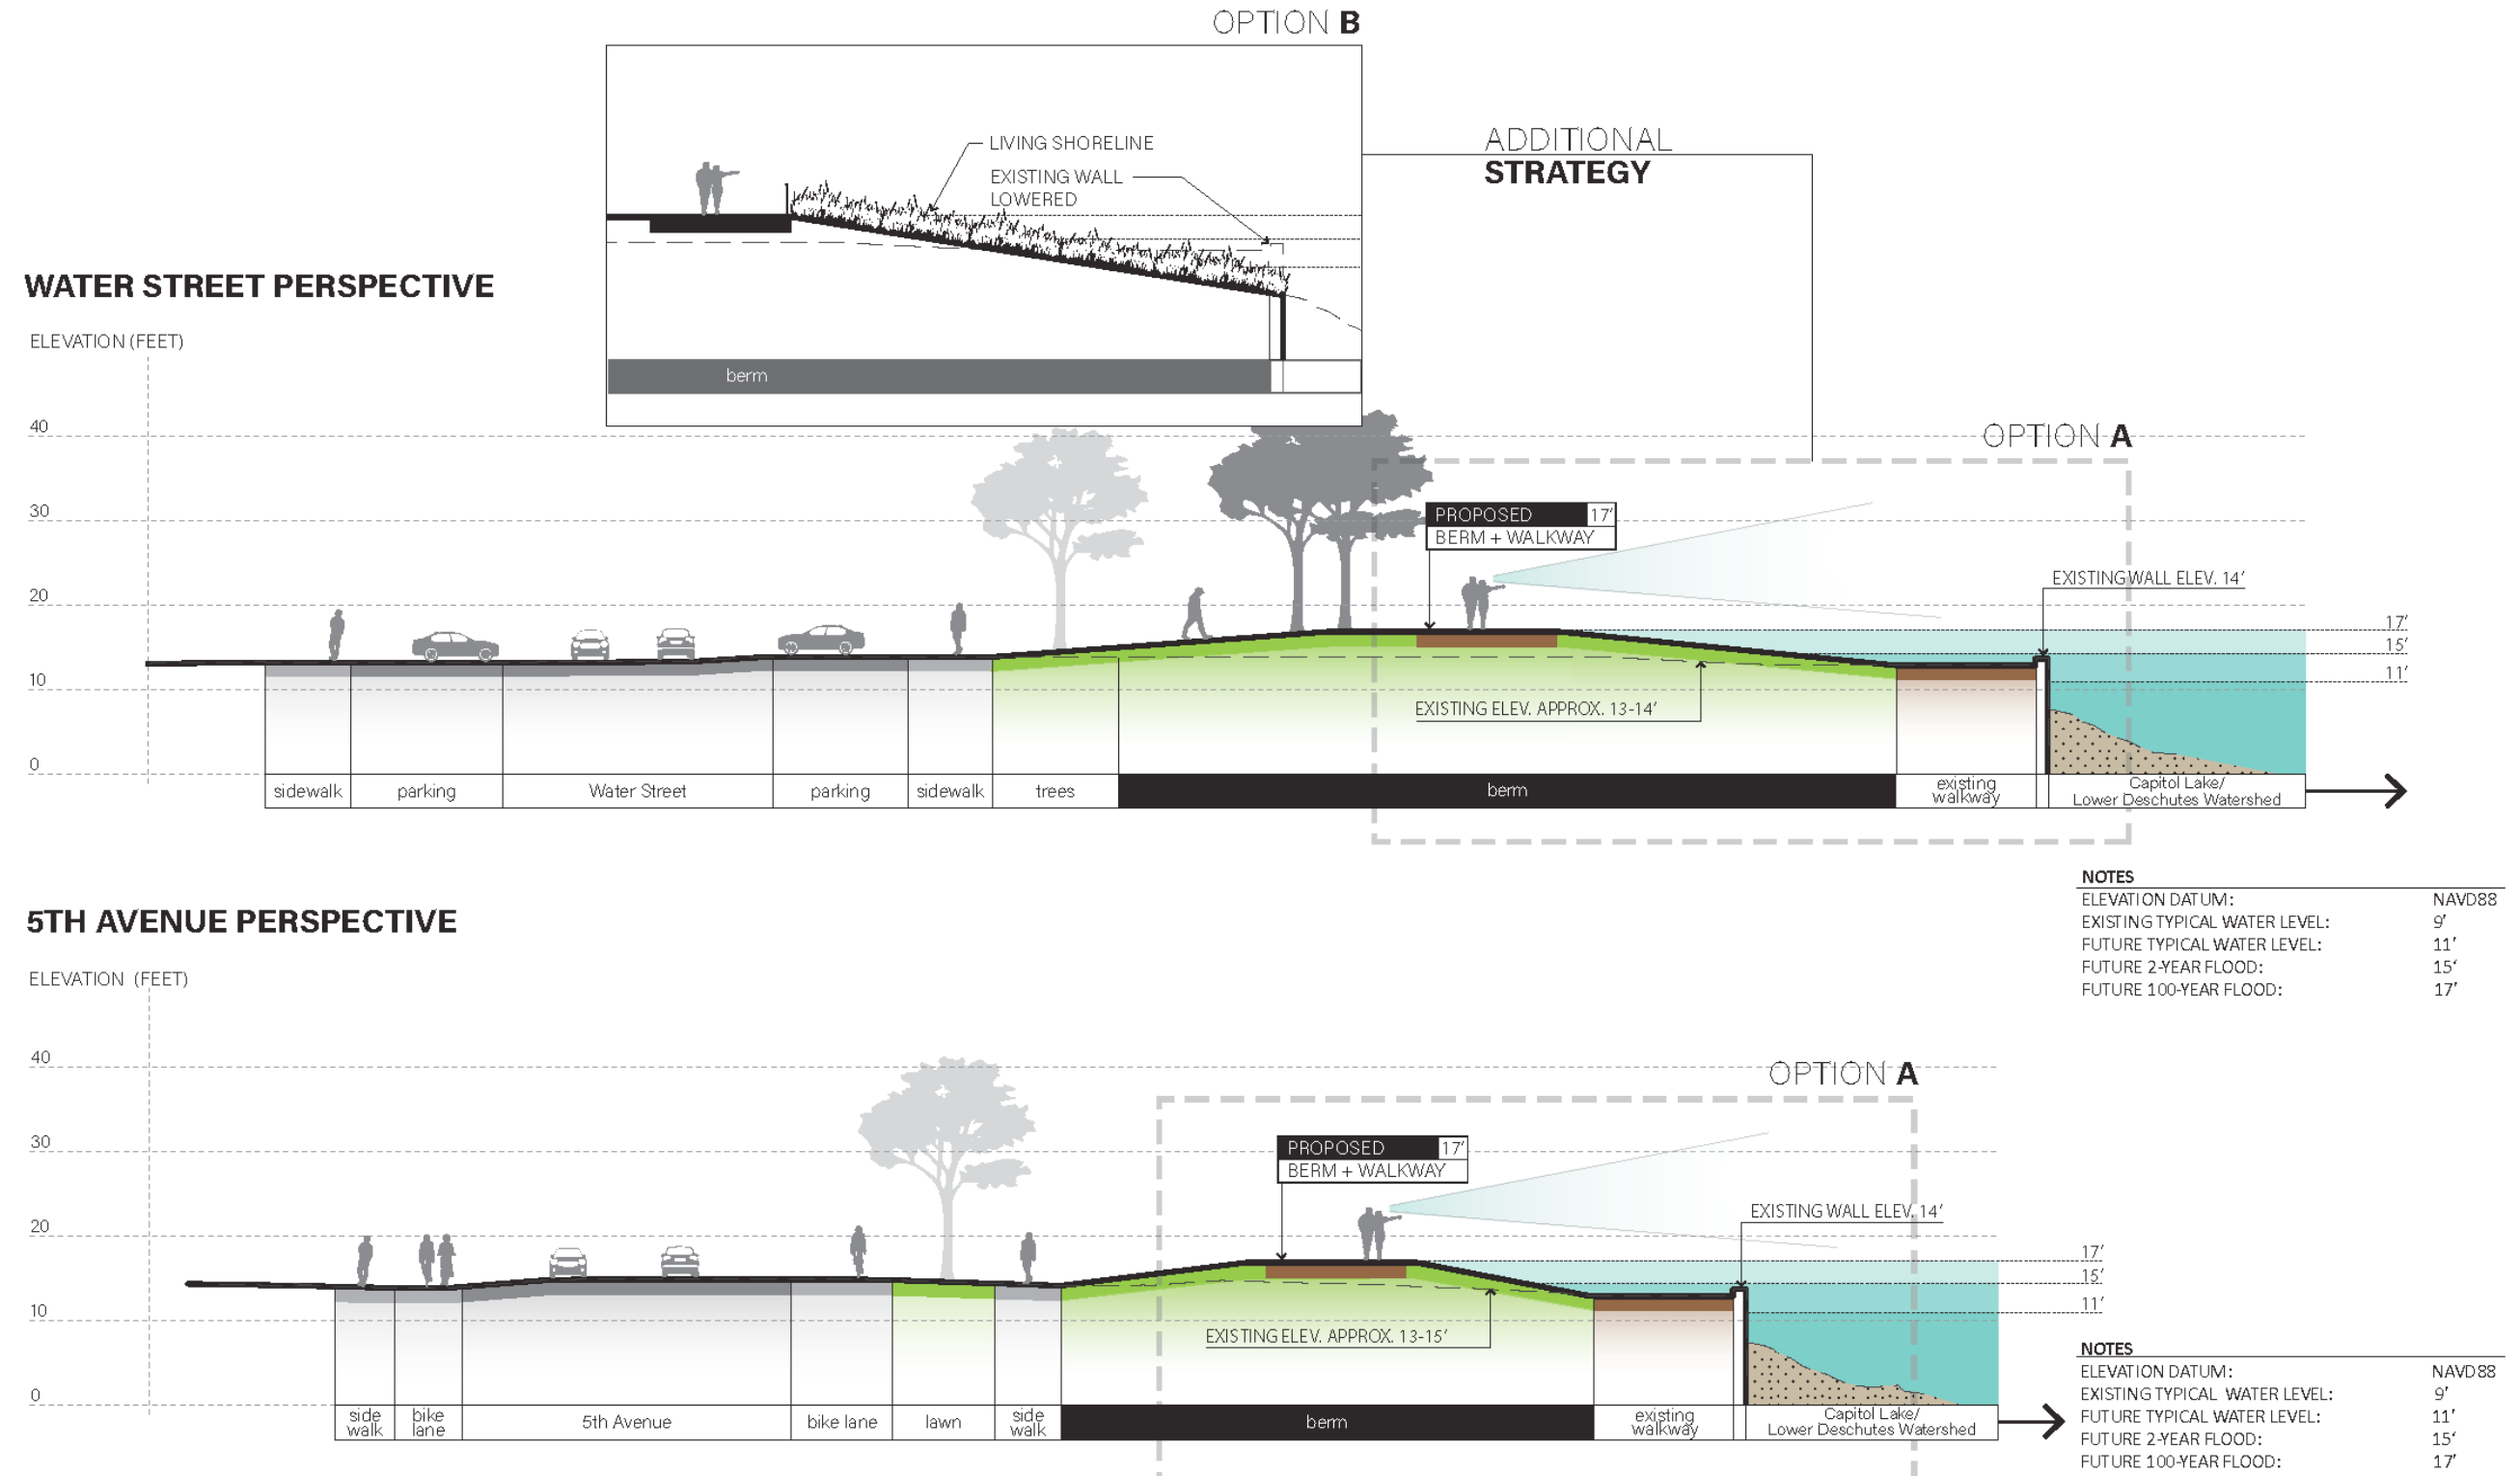 OPTION B
LIVING SHORELINE
EXISTING WALL
LOWERED
berm
ADDITIONAL
STRATEGY
WATER STREET PERSPECTIVE
ELEVATION (FEET)
40
30
20
10
0
OPTION A
PROPOSED 17'
BERM + WALKWAY
EXISTING WALL ELEV. 14'
17'
15'
11'
EXISTING ELEV. APPROX. 13-14'
sidewalk
parking
Water Street
parking
sidewalk
trees
berm
existing
walkway
Capitol Lake/
Lower Deschutes Watershed
NOTES
ELEVATION DATUM: NAVD88
EXISTING TYPICAL WATER LEVEL: 9'
FUTURE TYPICAL WATER LEVEL: 11'
FUTURE 2-YEAR FLOOD: 15'
FUTURE 100-YEAR FLOOD: 17'
5TH AVENUE PERSPECTIVE
ELEVATION (FEET)
40
30
20
10
0
OPTION A
PROPOSED 17'
BERM + WALKWAY
EXISTING WALL ELEV. 14'
17'
15'
11'
EXISTING ELEV. APPROX. 13-15'
side
walk
bike
lane
5th Avenue
bike lane
lawn
side
walk
berm
existing
walkway
Capitol Lake/
Lower Deschutes Watershed
NOTES
ELEVATION DATUM: NAVD88
EXISTING TYPICAL WATER LEVEL: 9'
FUTURE TYPICAL WATER LEVEL: 11'
FUTURE 2-YEAR FLOOD: 15'
FUTURE 100-YEAR FLOOD: 17'